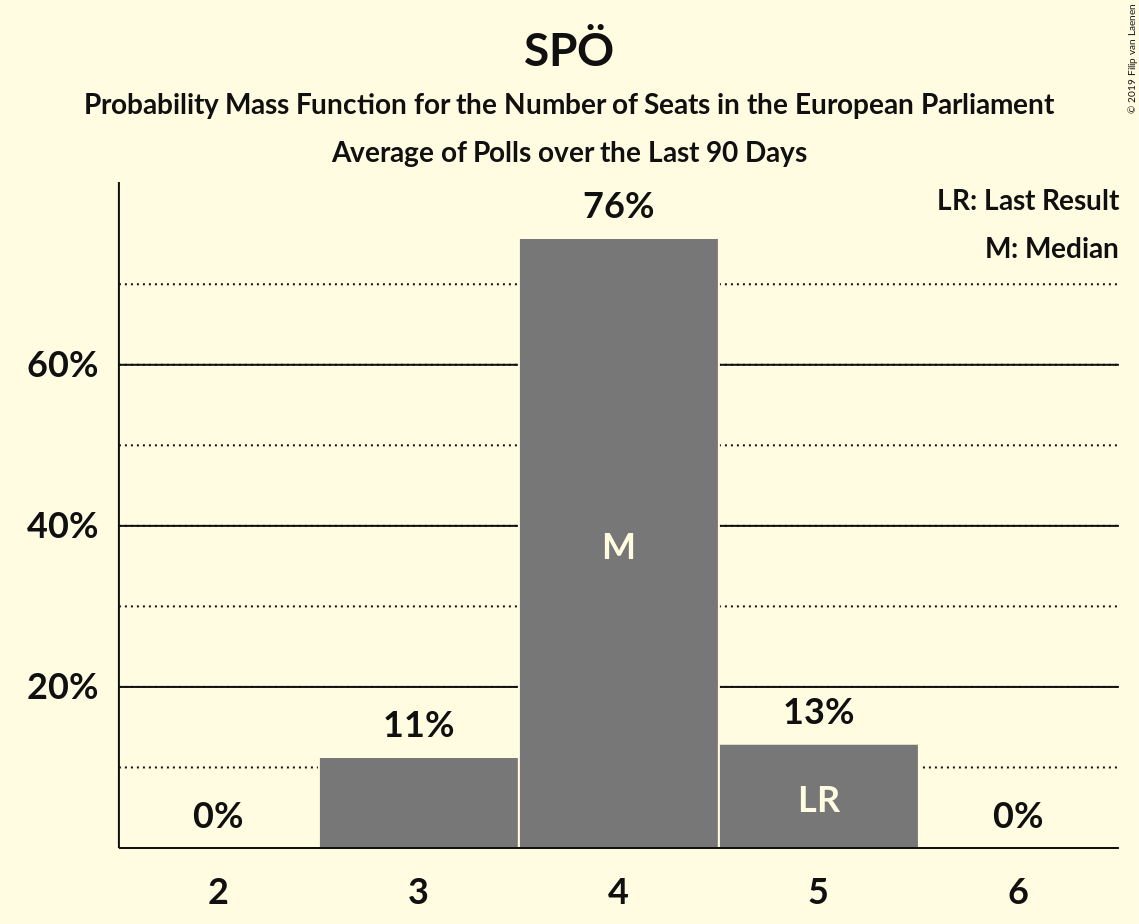 SPÖ
Probability Mass Function for the Number of Seats in the European Parliament
Average of Polls over the Last 90 Days
© 2019 Filip van Laenen
LR: Last Result
M: Median
76%
60%
40%
M
20%
11%
13%
LR
0%
0%
2 3 4 5 6